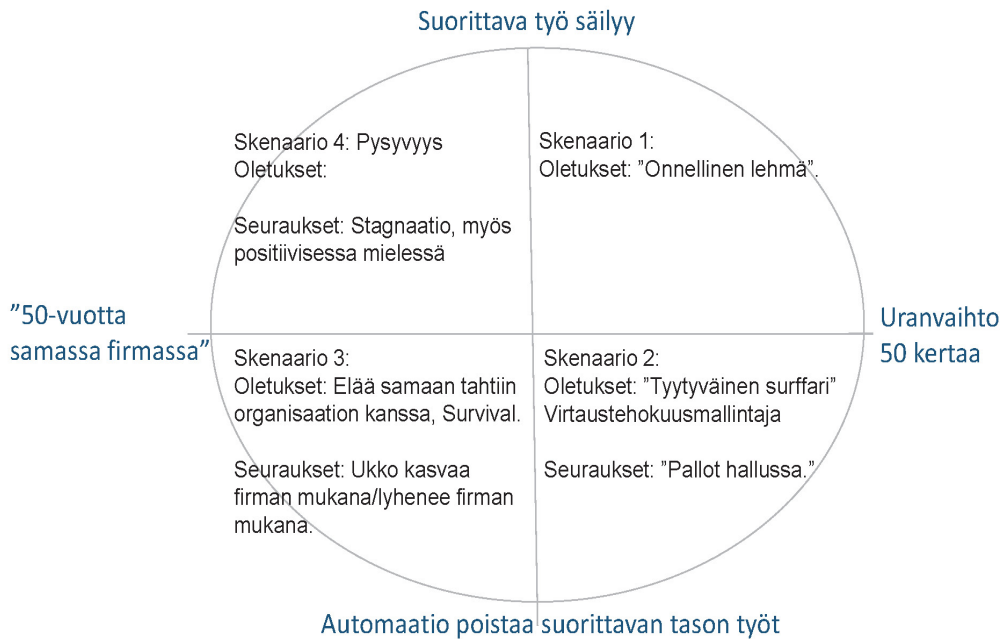 Suorittava työ säilyy
Skenaario 4: Pysyvyys
Oletukset:
Seuraukset: Stagnaatio, myös
positiivisessa mielessä
Skenaario 1:
Oletukset: ”Onnellinen lehmä”.
”50-vuotta
samassa firmassa”
Uranvaihto
50 kertaa
Skenaario 3:
Oletukset: Elää samaan tahtiin
organisaation kanssa, Survival.
Seuraukset: Ukko kasvaa
firman mukana/lyhenee firman
mukana.
Skenaario 2:
Oletukset: ”Tyytyväinen surffari”
Virtaustehokuusmallintaja
Seuraukset: ”Pallot hallussa.”
Automaatio poistaa suorittavan tason työt